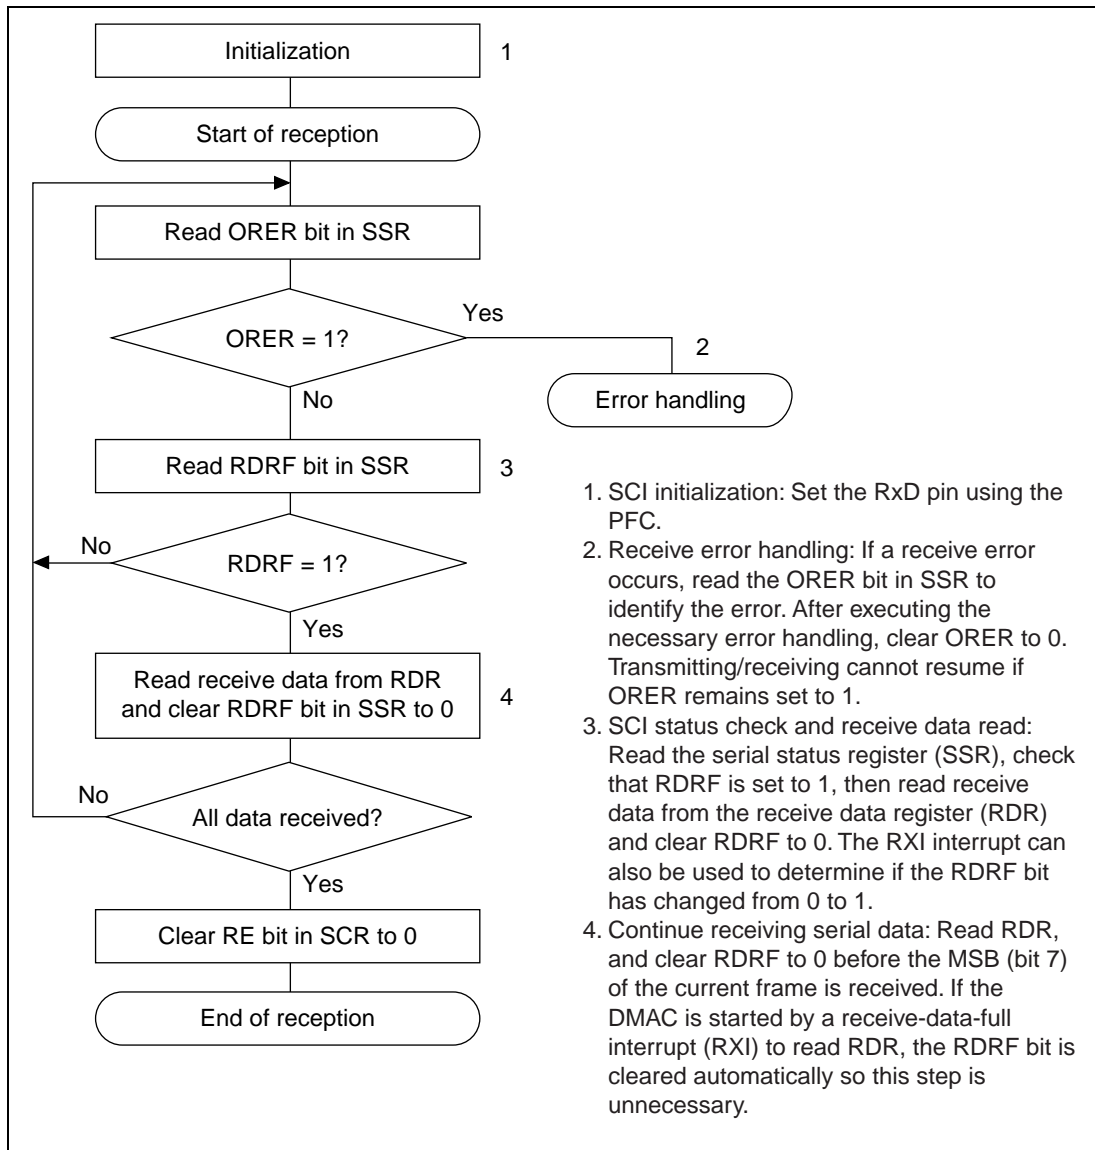 Initialization
1
Start of reception
Read ORER bit in SSR
Yes
ORER = 1?
2
No
Error handling
Read RDRF bit in SSR
3
No
RDRF = 1?
Yes
Read receive data from RDR
and clear RDRF bit in SSR to 0
4
No
All data received?
Yes
Clear RE bit in SCR to 0
End of reception
1. SCI initialization: Set the RxD pin using the
PFC.
2. Receive error handling: If a receive error
occurs, read the ORER bit in SSR to
identify the error. After executing the
necessary error handling, clear ORER to 0.
Transmitting/receiving cannot resume if
ORER remains set to 1.
3. SCI status check and receive data read:
Read the serial status register (SSR), check
that RDRF is set to 1, then read receive
data from the receive data register (RDR)
and clear RDRF to 0. The RXI interrupt can
also be used to determine if the RDRF bit
has changed from 0 to 1.
4. Continue receiving serial data: Read RDR,
and clear RDRF to 0 before the MSB (bit 7)
of the current frame is received. If the
DMAC is started by a receive-data-full
interrupt (RXI) to read RDR, the RDRF bit is
cleared automatically so this step is
unnecessary.